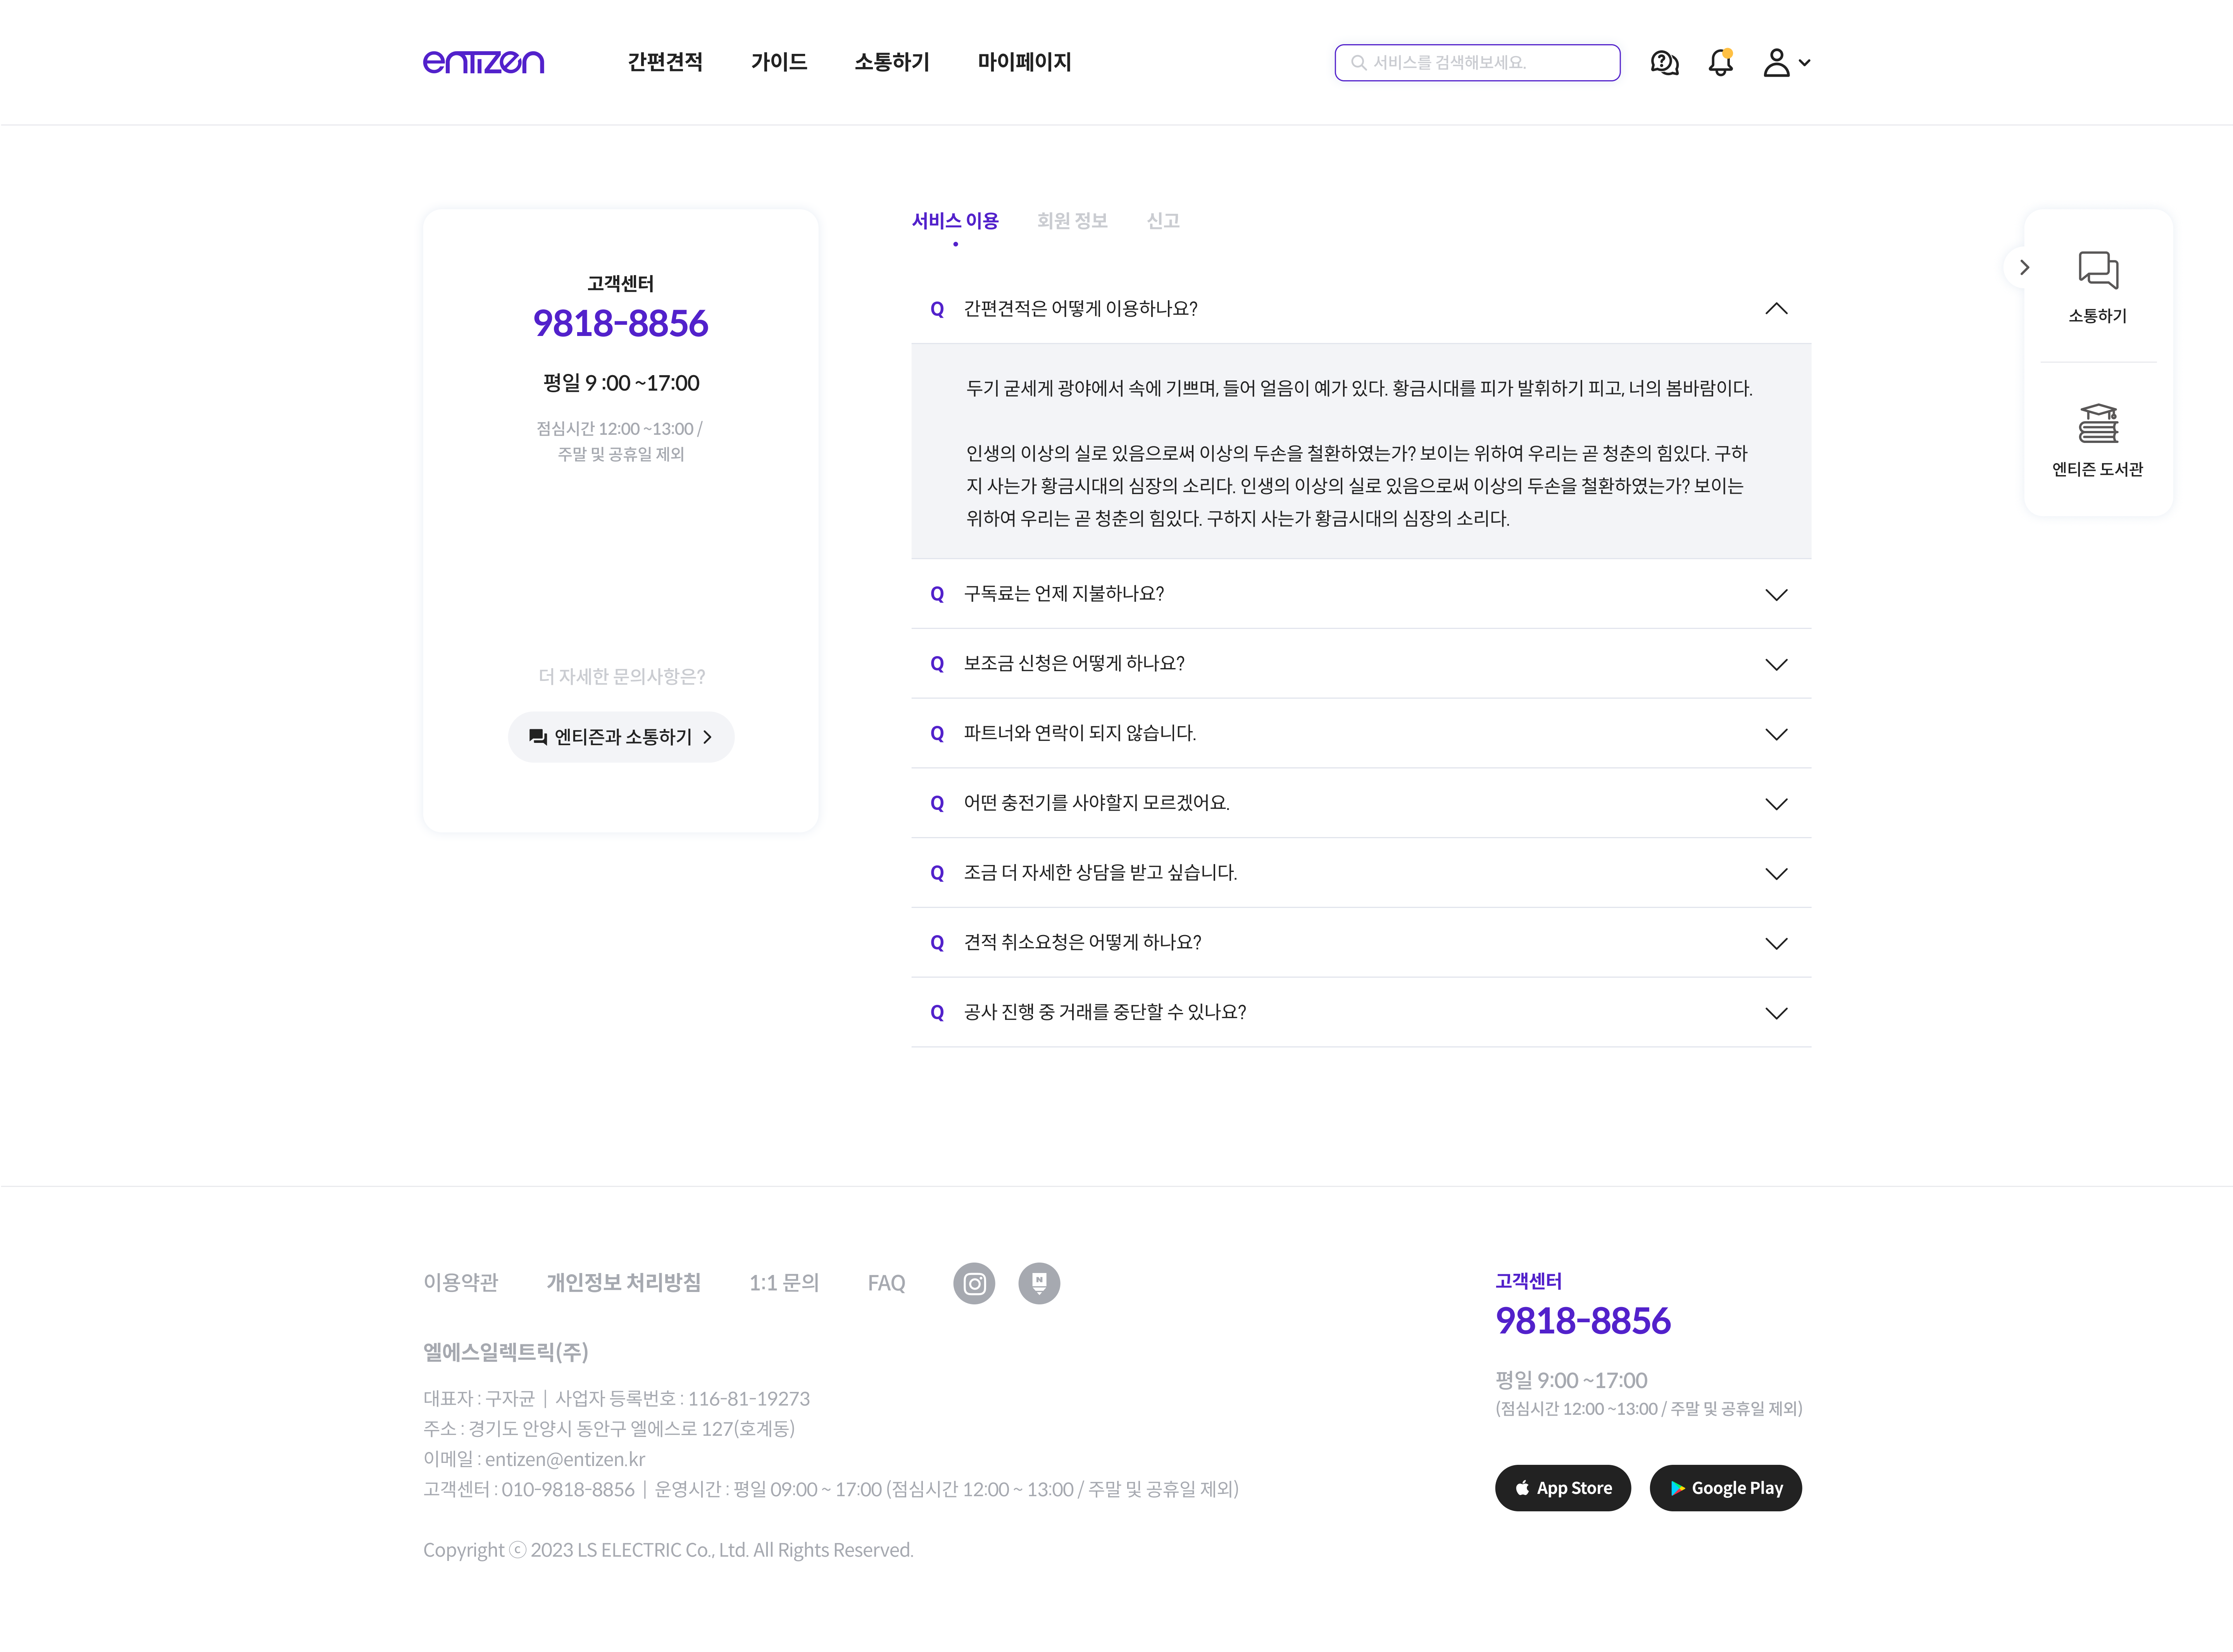 entizen
간편견적
가이드
소통하기
마이페이지
서비스를 검색해보세요.
고객센터
9818-8856
평일 9 :00 ~17:00
점심시간 12:00 ~13:00 /
주말 및 공휴일 제외
더 자세한 문의사항은?
엔티즌과 소통하기
서비스 이용
회원 정보
신고
Q 간편견적은 어떻게 이용하나요?
두기 굳세게 광야에서 속에 기쁘며, 들어 얼음이 예가 있다. 황금시대를 피가 발휘하기 피고, 너의 봄바람이다.
인생의 이상의 실로 있음으로써 이상의 두손을 철환하였는가? 보이는 위하여 우리는 곧 청춘의 힘있다. 구하
지 사는가 황금시대의 심장의 소리다. 인생의 이상의 실로 있음으로써 이상의 두손을 철환하였는가? 보이는
위하여 우리는 곧 청춘의 힘있다. 구하지 사는가 황금시대의 심장의 소리다.
Q 구독료는 언제 지불하나요?
Q 보조금 신청은 어떻게 하나요?
Q 파트너와 연락이 되지 않습니다.
Q 어떤 충전기를 사야할지 모르겠어요.
Q 조금 더 자세한 상담을 받고 싶습니다.
Q 견적 취소요청은 어떻게 하나요?
Q 공사 진행 중 거래를 중단할 수 있나요?
소통하기
엔티즌 도서관
이용약관
개인정보 처리방침
1:1 문의
FAQ
N
엘에스일렉트릭(주)
대표자 : 구자균 | 사업자 등록번호 : 116-81-19273
주소 : 경기도 안양시 동안구 엘에스로 127(호계동)
이메일 : entizen@entizen.kr
고객센터 : 010-9818-8856 | 운영시간 : 평일 09:00 ~ 17:00 (점심시간 12:00 ~ 13:00 / 주말 및 공휴일 제외)
Copyright ⓒ 2023 LS ELECTRIC Co., Ltd. All Rights Reserved.
고객센터
9818-8856
평일 9:00 ~17:00
(점심시간 12:00 ~13:00 / 주말 및 공휴일 제외)
App Store
Google Play